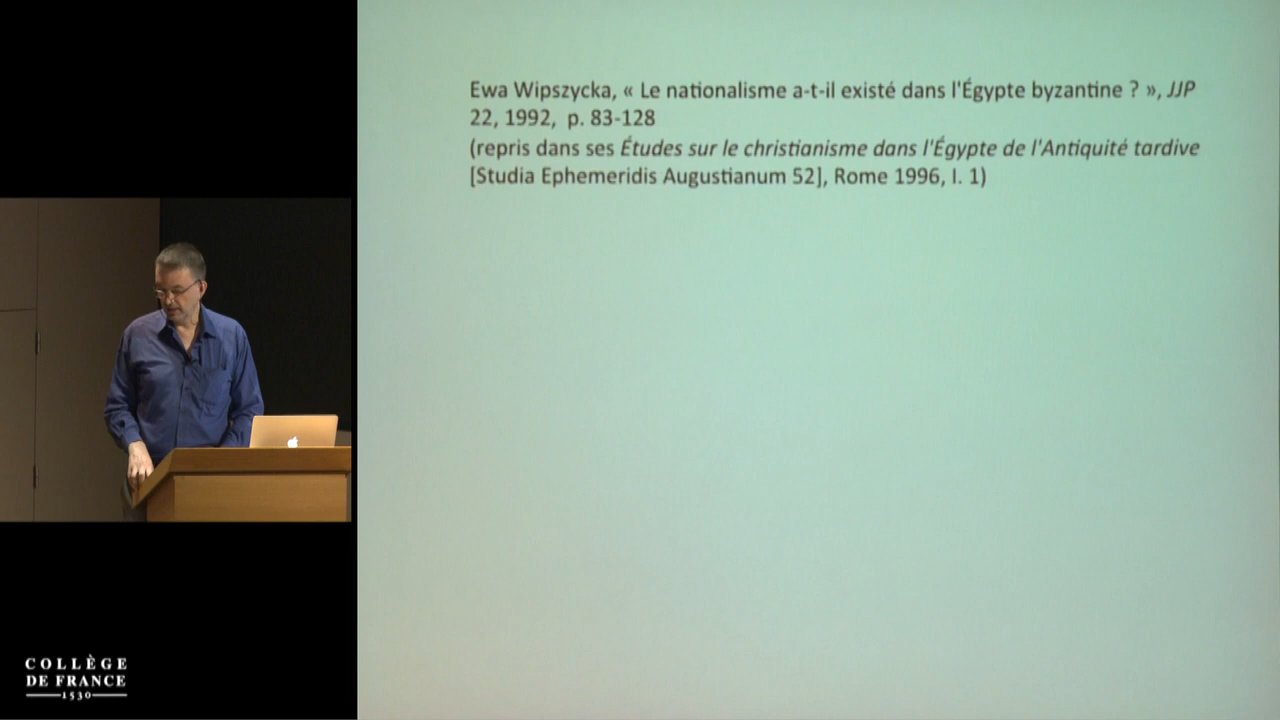 Ewa Wipszycka, « Le nationalisme a-t-il existé dans l'Égypte byzantine ? », JJP
22, 1992, p. 83-128
(repris dans ses Études sur le christianisme dans l'Égypte de l'Antiquité tardive
[Studia Ephemeridis Augustianum 52], Rome 1996, I. 1)
COLLÈGE
DE FRANCE
1530